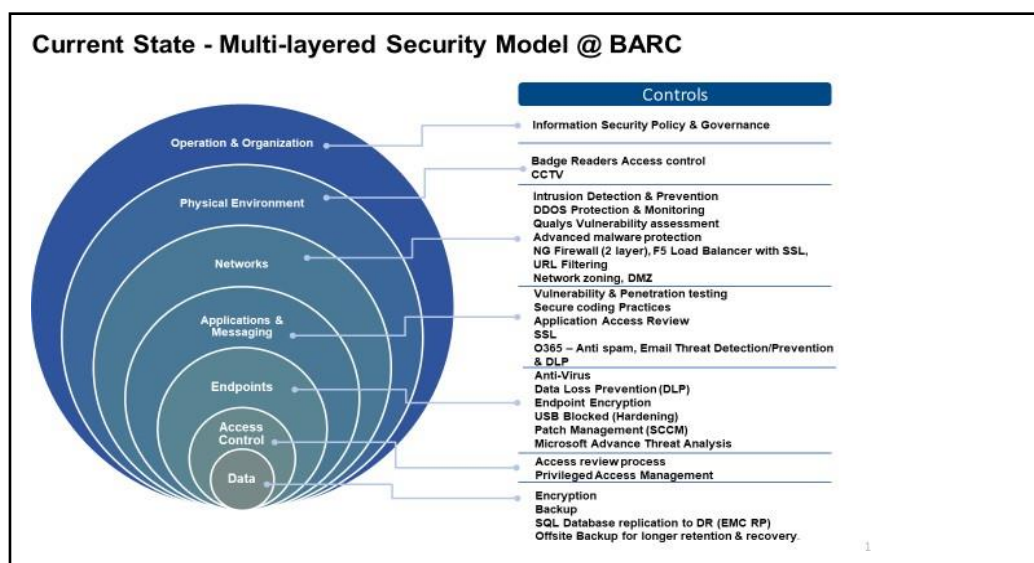 Current State - Multi-layered Security Model @ BARC
Controls
Operation & Organization
Information Security Policy & Governance
Physical Environment
Badge Readers Access control
CCTV
Networks
Intrusion Detection & Prevention
DDOS Protection & Monitoring
Qualys Vulnerability assessment
Advanced malware protection
NG Firewall (2 layer), F5 Load Balancer with SSL,
URL Filtering
Network zoning, DMZ
Applications &
Messaging
Vulnerability & Penetration testing
Secure coding Practices
Application Access Review
SSL
O365 – Anti spam, Email Threat Detection/Prevention
& DLP
Endpoints
Anti-Virus
Data Loss Prevention (DLP)
Endpoint Encryption
USB Blocked (Hardening)
Patch Management (SCCM)
Microsoft Advance Threat Analysis
Access
Control
Access review process
Privileged Access Management
Data
Encryption
Backup
SQL Database replication to DR (EMC RP)
Offsite Backup for longer retention & recovery.
1